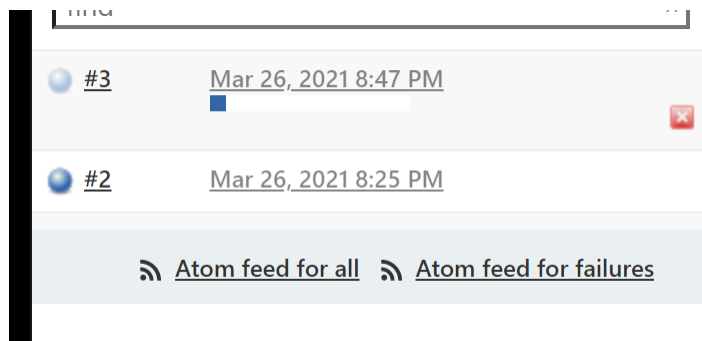 find
#3 Mar 26, 2021 8:47 PM
#2 Mar 26, 2021 8:25 PM
Atom feed for all Atom feed for failures